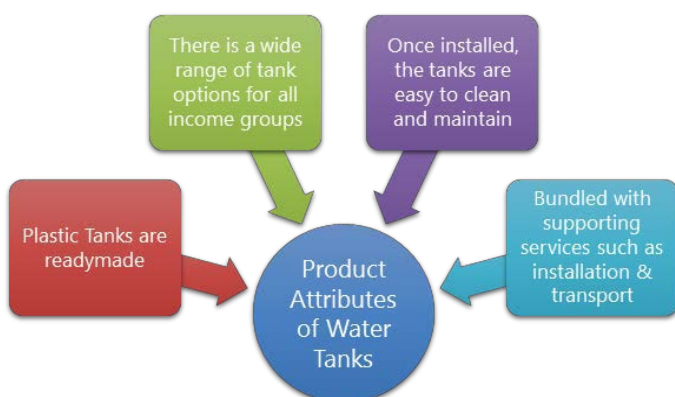 There is a wide
range of tank
options for all
income groups
Once installed,
the tanks are
easy to clean
and maintain
Plastic Tanks are
readymade
Bundled with
supporting
services such as
installation &
transport
Product
Attributes
of Water
Tanks